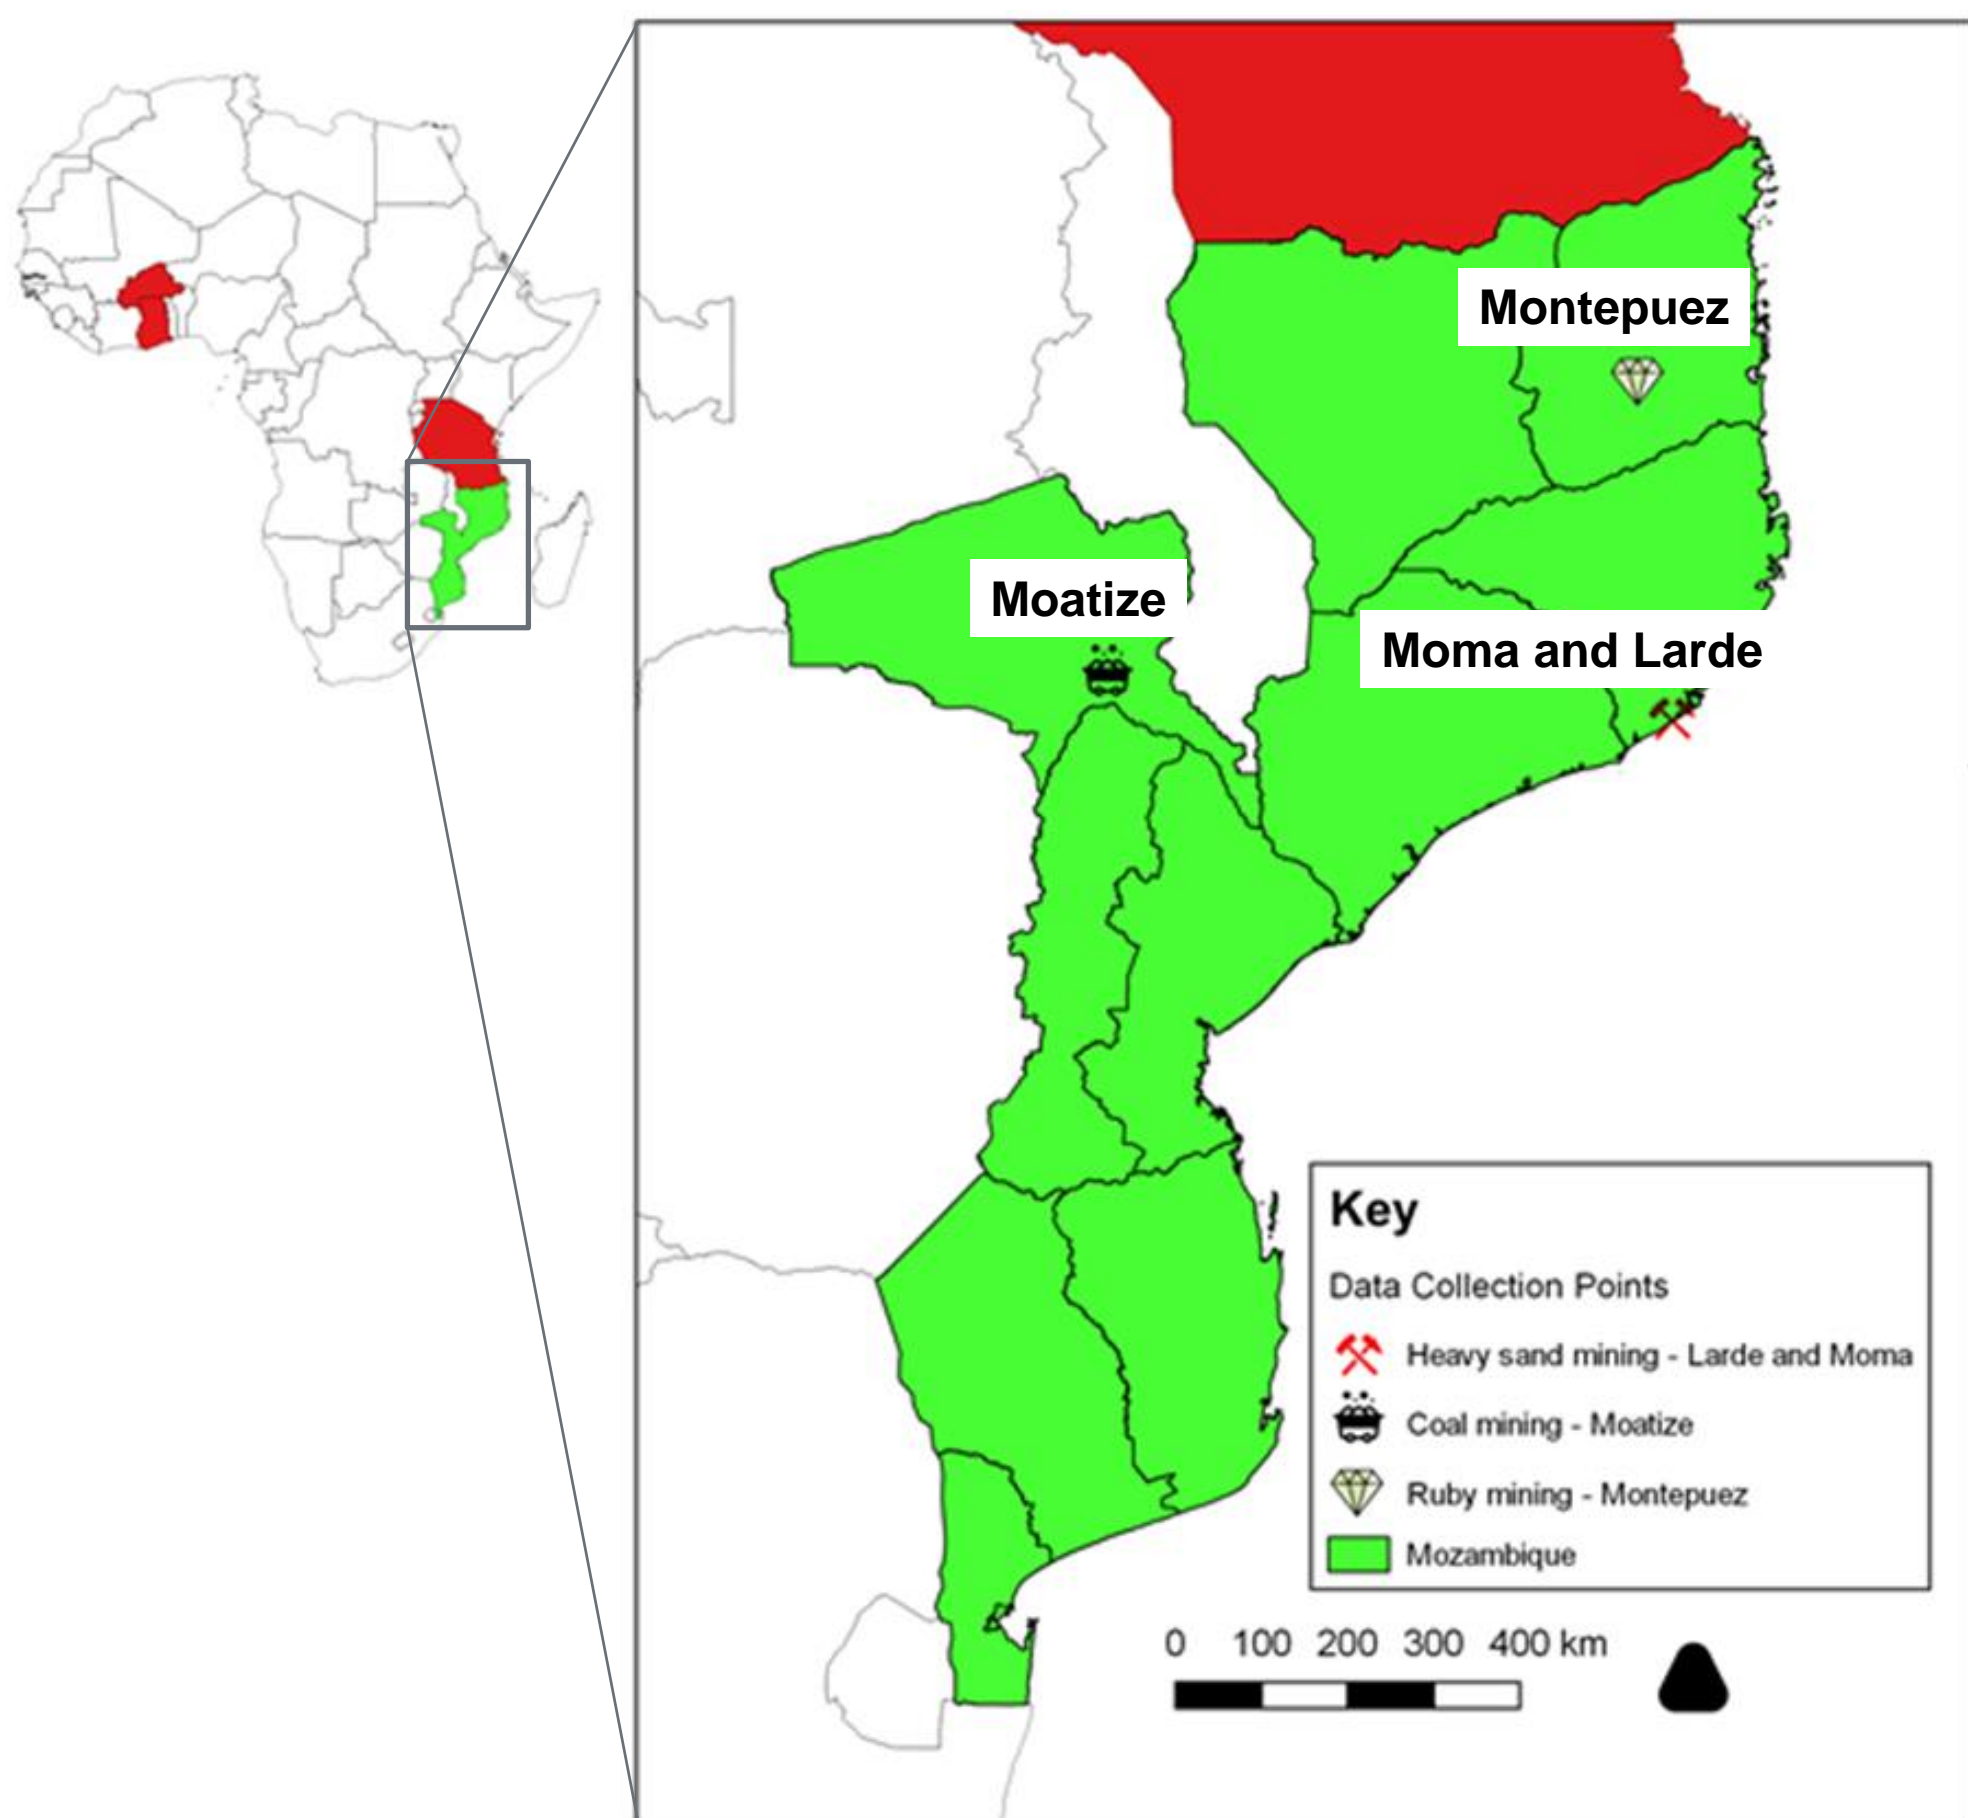 Montepuez
Moatize
Moma and Larde
Key
Data Collection Points
Heavy sand mining - Larde and Moma
Coal mining - Moatize
Ruby mining - Montepuez
Mozambique
0 100 200 300 400 km